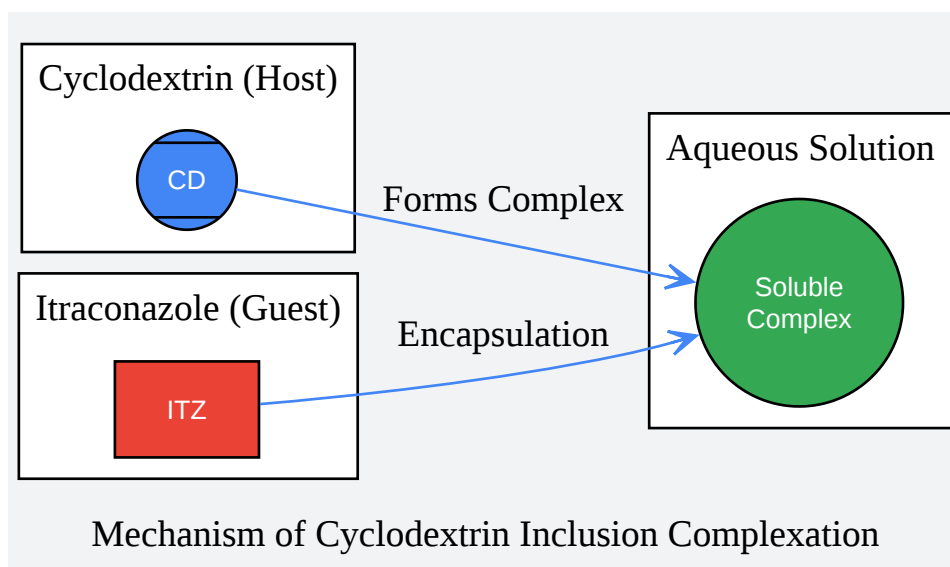 Cyclodextrin (Host)
CD
Forms Complex
Aqueous Solution
Soluble
Complex
Itraconazole (Guest)
ITZ
Encapsulation
Mechanism of Cyclodextrin Inclusion Complexation